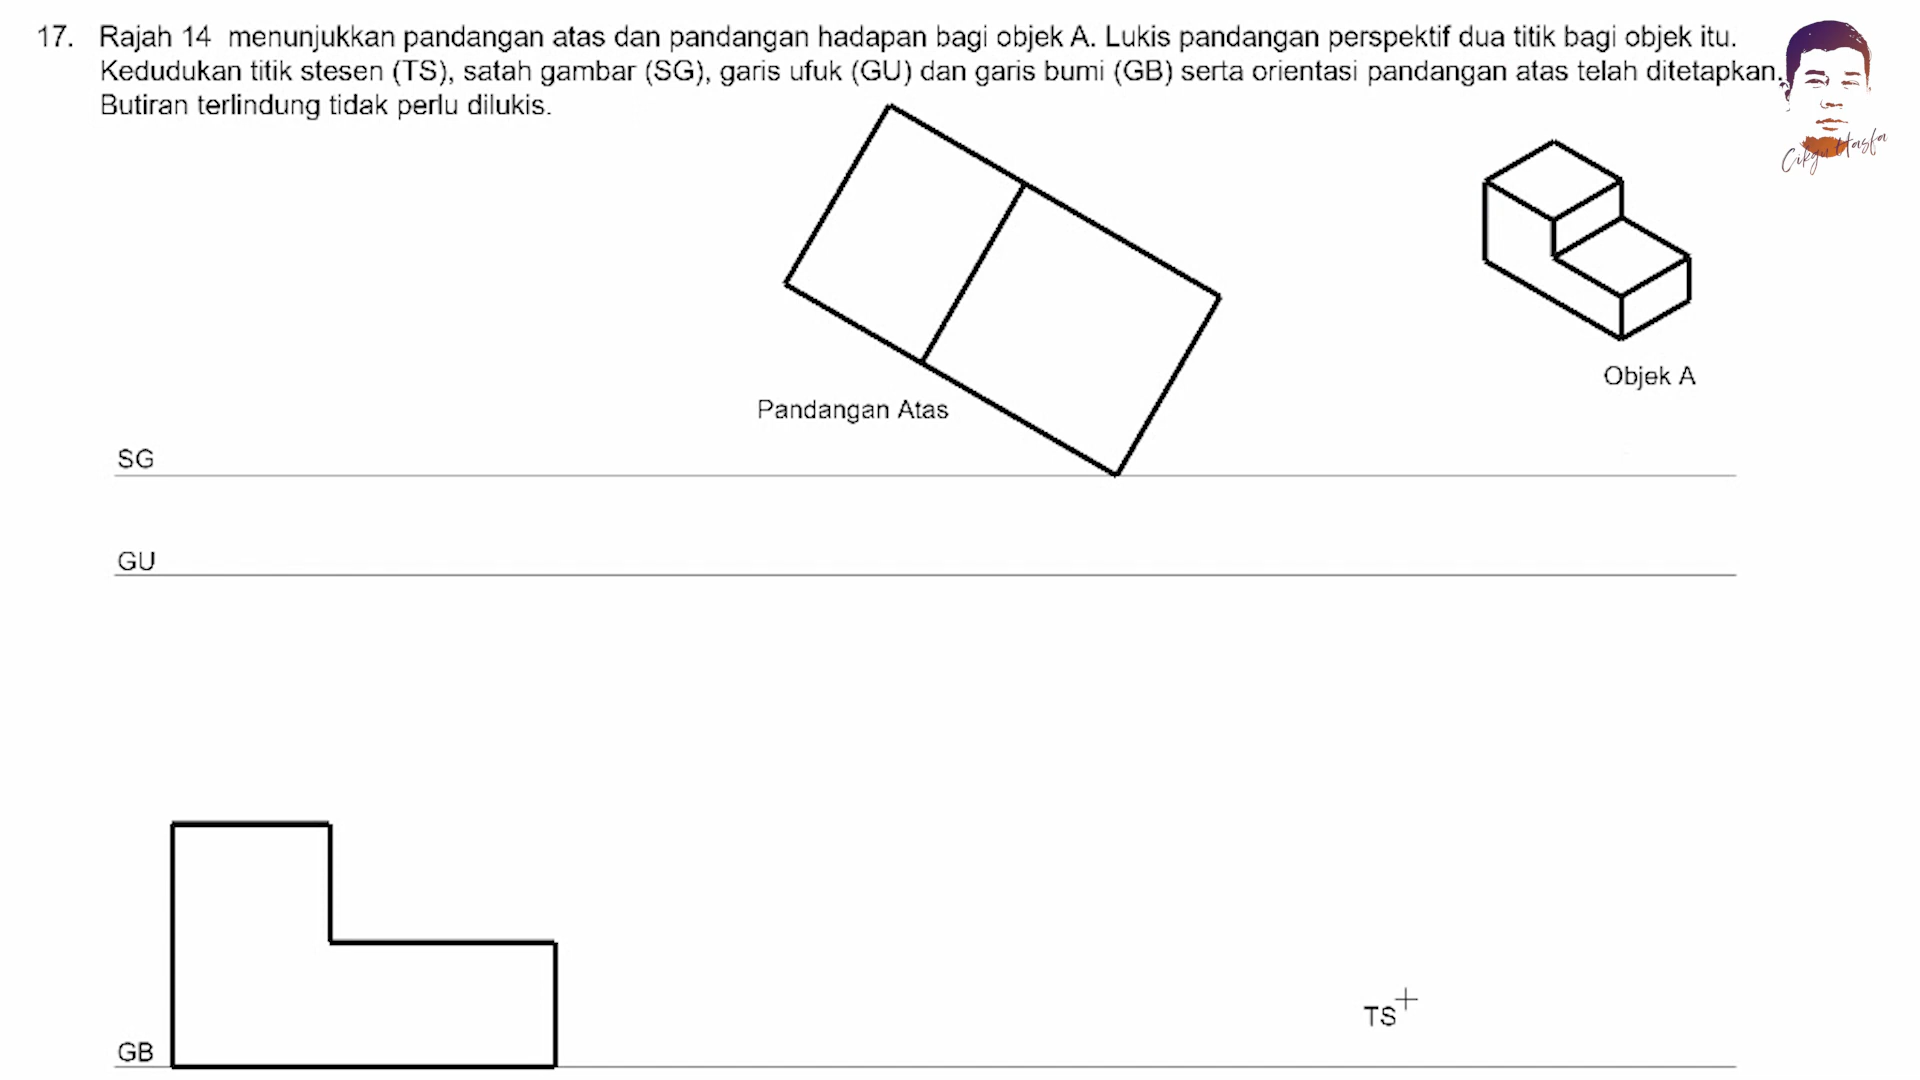 17. Rajah 14 menunjukkan pandangan atas dan pandangan hadapan bagi objek A. Lukis pandangan perspektif dua titik bagi objek itu.
Kedudukan titik stesen (TS), satah gambar (SG), garis ufuk (GU) dan garis bumi (GB) serta orientasi pandangan atas telah ditetapkan.
Butiran terlindung tidak perlu dilukis.
Cikgu Hasfa
Objek A
Pandangan Atas
SG
GU
TS
GB